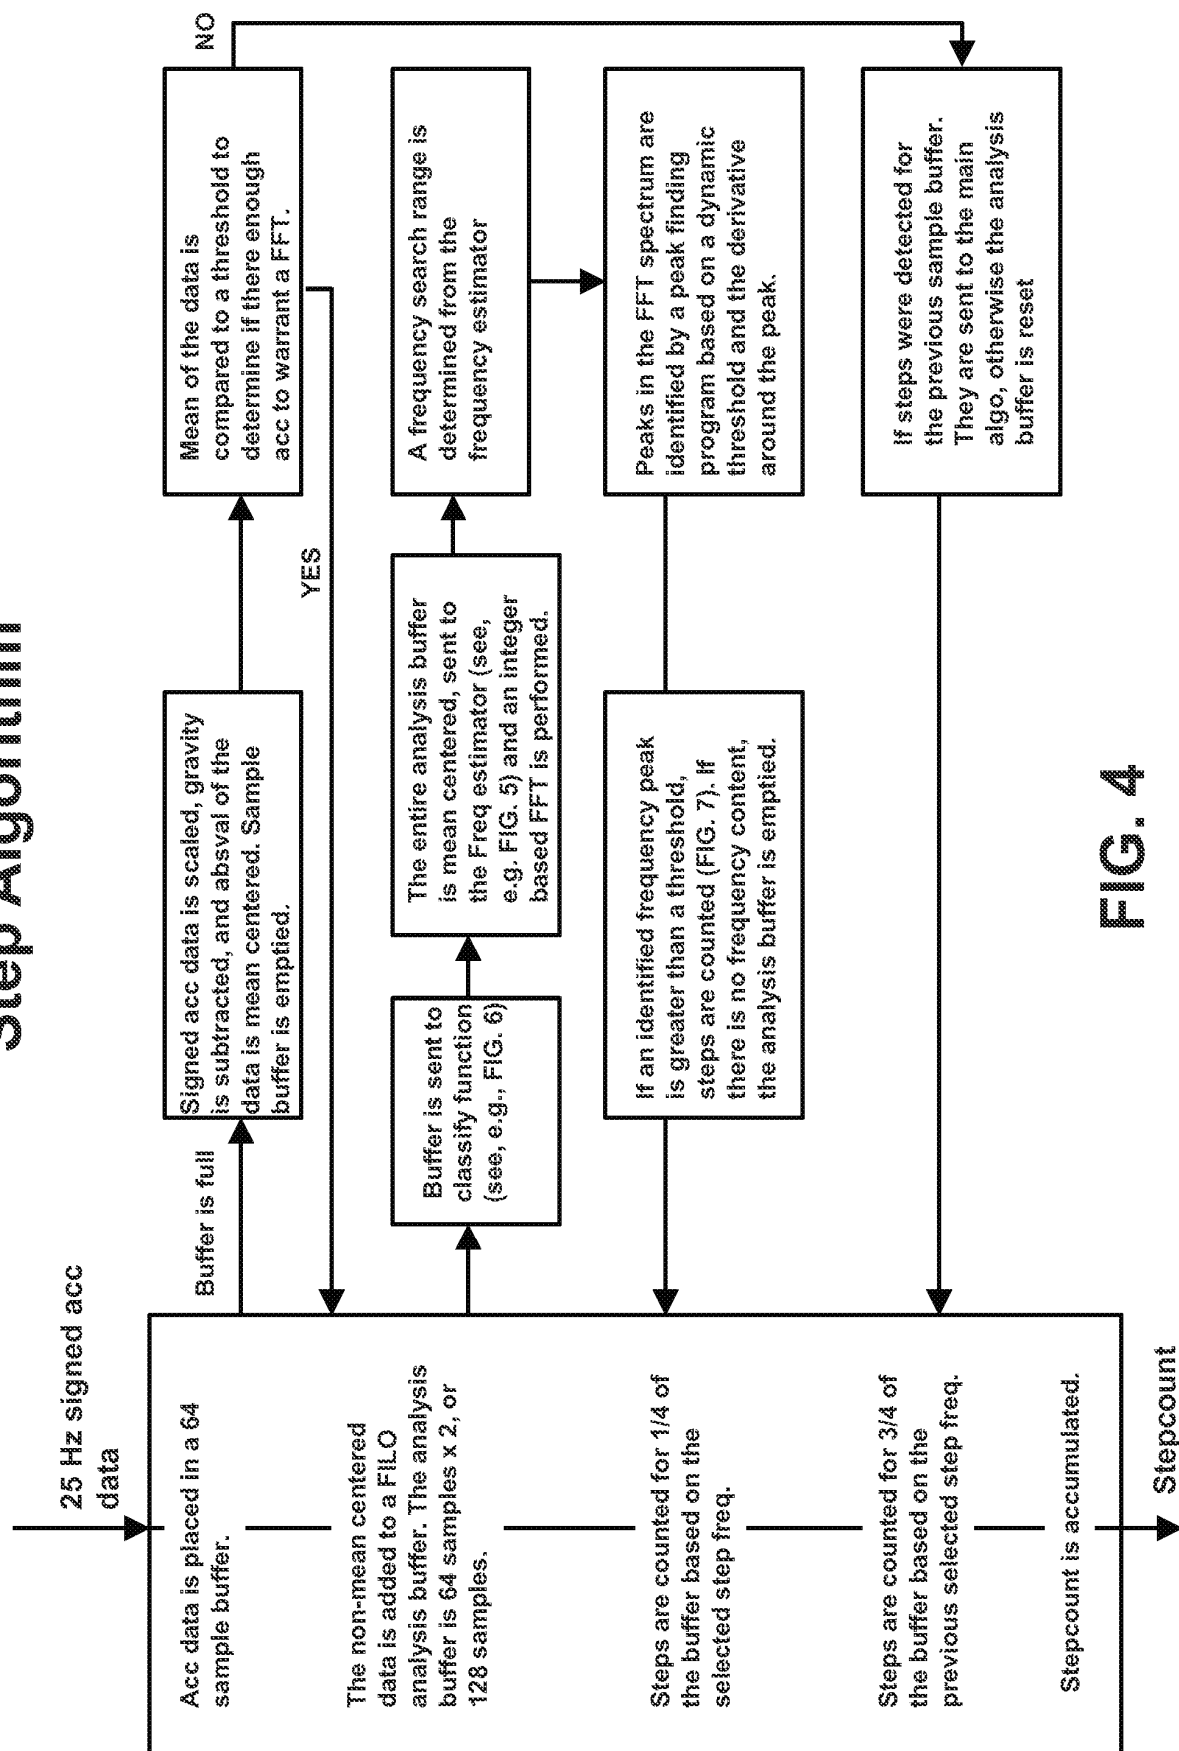 Step Algorithm
25 Hz signed acc
data
Acc data is placed in a 64
sample buffer.
The non-mean centered
data is added to a FILO
analysis buffer. The analysis
buffer is 64 samples x 2, or
128 samples.
Steps are counted for 1/4 of
the buffer based on the
selected step freq.
Steps are counted for 3/4 of
the buffer based on the
previous selected step freq.
Stepcount is accumulated.
Stepcount
Buffer is full
Signed acc data is scaled, gravity
is subtracted, and absval of the
data is mean centered. Sample
buffer is emptied.
Mean of the data is
compared to a threshold to
determine if there enough
acc to warrant a FFT.
NO
YES
Buffer is sent to
classify function
(see, e.g., FIG. 6)
The entire analysis buffer
is mean centered, sent to
the Freq estimator (see,
e.g. FIG. 5) and an integer
based FFT is performed.
A frequency search range is
determined from the
frequency estimator
Peaks in the FFT spectrum are
identified by a peak finding
program based on a dynamic
threshold and the derivative
around the peak.
If an identified frequency peak
is greater than a threshold,
steps are counted (FIG. 7). If
there is no frequency content,
the analysis buffer is emptied.
If steps were detected for
the previous sample buffer.
They are sent to the main
algo, otherwise the analysis
buffer is reset
FIG. 4